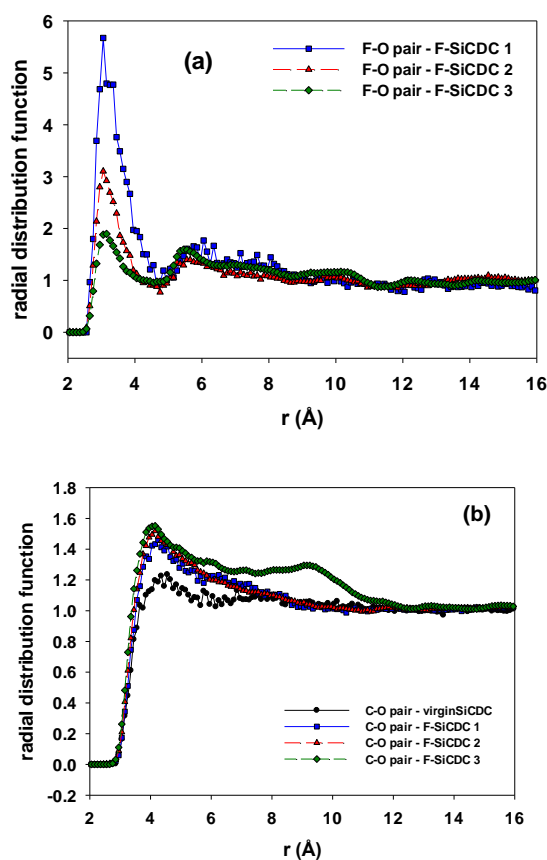 6
5
4
3
2
1
0
radial distribution function
(a)
F-O pair - F-SiCDC 1
F-O pair - F-SiCDC 2
F-O pair - F-SiCDC 3
2 4 6 8 10 12 14 16
r (Å)
1.8
1.6
1.4
1.2
1.0
0.8
0.6
0.4
0.2
0.0
-0.2
radial distribution function
(b)
C-O pair - virginSiCDC
C-O pair - F-SiCDC 1
C-O pair - F-SiCDC 2
C-O pair - F-SiCDC 3
2 4 6 8 10 12 14 16
r (Å)